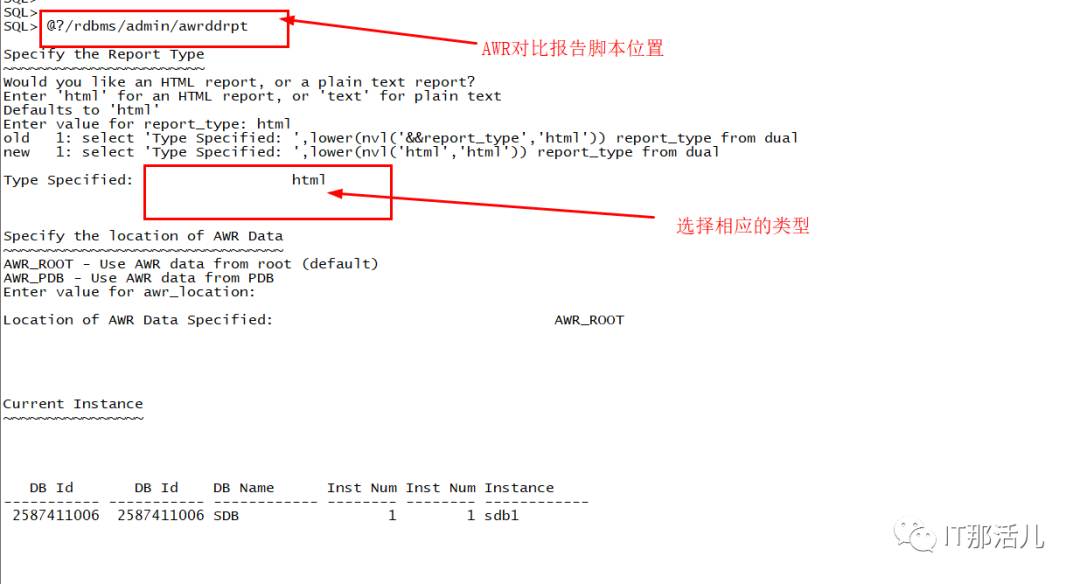 SQL>
SQL>
SQL> @?/rdbms/admin/awrddrpt
AWR对比报告脚本位置
Specify the Report Type
~~~~~~~~~~~~~~~~~~~~~~~
Would you like an HTML report, or a plain text report?
Enter 'html' for an HTML report, or 'text' for plain text
Defaults to 'html'
Enter value for report_type: html
old   1: select 'Type Specified: ',lower(nvl('&&report_type','html')) report_type from dual
new   1: select 'Type Specified: ',lower(nvl('html','html')) report_type from dual
Type Specified:                  html
选择相应的类型
Specify the location of AWR Data
~~~~~~~~~~~~~~~~~~~~~~~~~~~~~~~~
AWR_ROOT - Use AWR data from root (default)
AWR_PDB - Use AWR data from PDB
Enter value for awr_location:
Location of AWR Data Specified:                                AWR_ROOT
Current Instance
~~~~~~~~~~~~~~~~
   DB Id       DB Id    DB Name      Inst Num Inst Num Instance
----------- ----------- ------------ -------- -------- ------------
 2587411006  2587411006 SDB                 1        1 sdb1
IT那活儿